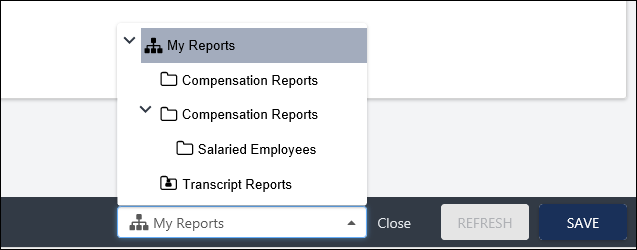 My Reports
Compensation Reports
Compensation Reports
Salaried Employees
Transcript Reports
My Reports Close REFRESH SAVE